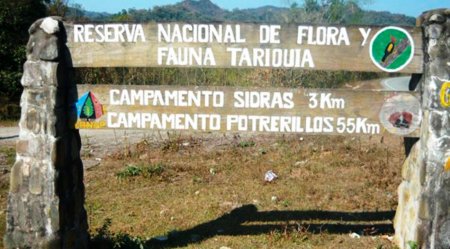 RESERVA NACIONAL DE FLORA Y
FAUNA TARIQUIA
CAMPAMENTO SIDRAS 3Km
CAMPAMENTO POTRERILLOS 55Km